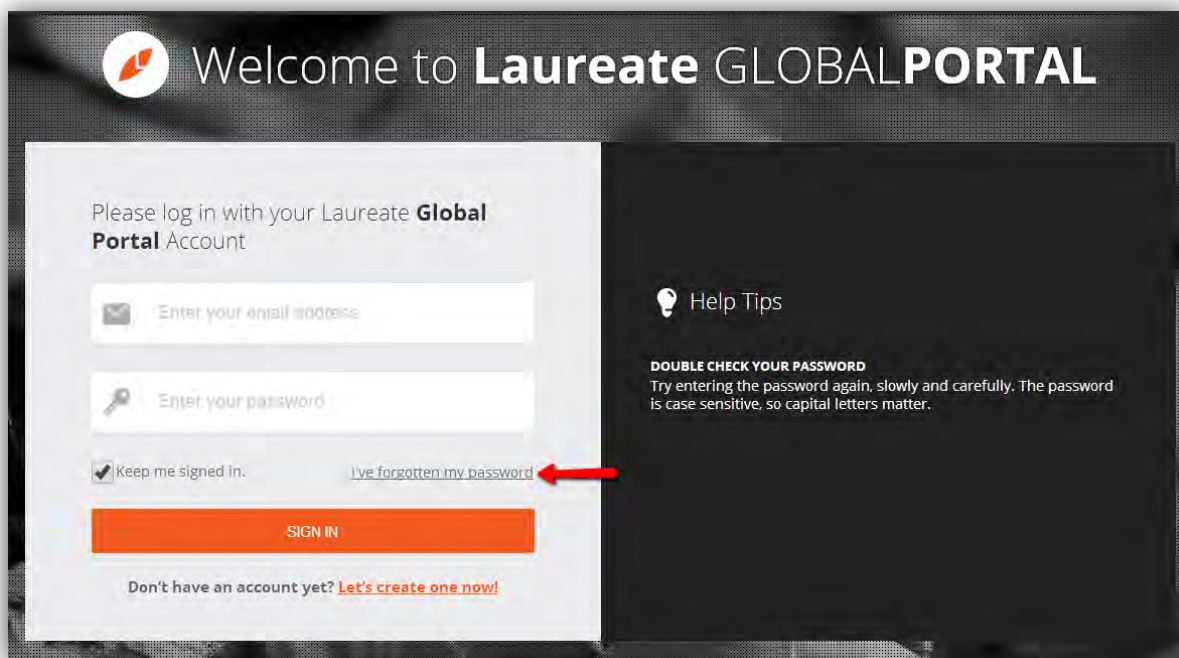 Welcome to Laureate GLOBALPORTAL
Please log in with your Laureate Global
Portal Account
Enter your email address
Enter your password
Keep me signed in.
I've forgotten my password
SIGN IN
Don't have an account yet? Let's create one now!
Help Tips
DOUBLE CHECK YOUR PASSWORD
Try entering the password again, slowly and carefully. The password
is case sensitive, so capital letters matter.